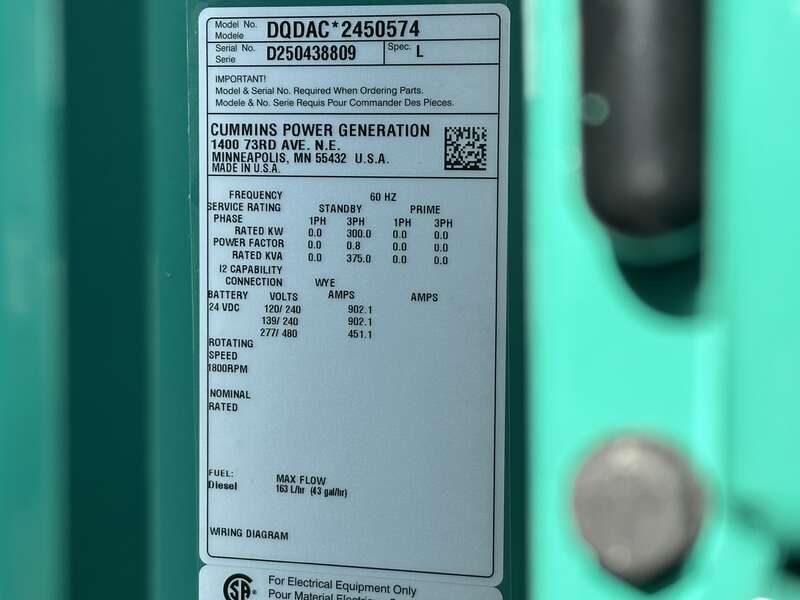 Model No. DQDAC*2450574
Modele
Serial No. D250438809 Spec. L
Serie
IMPORTANT!
Model & Serial No. Required When Ordering Parts.
Modele & No. Serie Requis Pour Commander Des Pieces.
CUMMINS POWER GENERATION
1400 73RD AVE. N.E.
MINNEAPOLIS, MN 55432 U.S.A.
MADE IN U.S.A.
FREQUENCY 60 HZ
SERVICE RATING STANDBY PRIME
PHASE 1PH 3PH 1PH 3PH
RATED KW 0.0 300.0 0.0 0.0
POWER FACTOR 0.0 0.8 0.0 0.0
RATED KVA 0.0 375.0 0.0 0.0
I2 CAPABILITY
CONNECTION WYE
BATTERY VOLTS AMPS AMPS
24 VDC 120/ 240 902.1
139/ 240 902.1
277/ 480 451.1
ROTATING
SPEED
1800RPM
NOMINAL
RATED
FUEL: MAX FLOW
Diesel 163 L/hr (43 gal/hr)
WIRING DIAGRAM
SA ® For Electrical Equipment Only
Pour Material Electrique